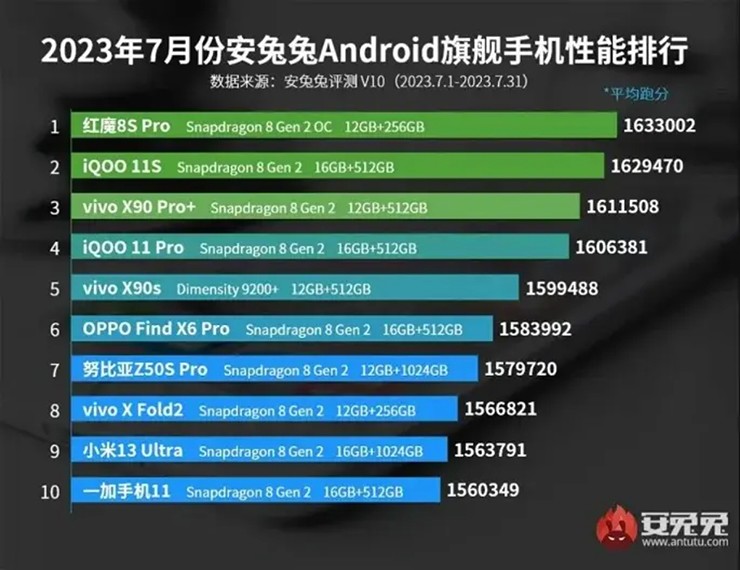 2023年7月份安兔兔Android旗舰手机性能排行
数据来源：安兔兔评测 V10（2023.7.1-2023.7.31）
*平均跑分
1 红魔8S Pro Snapdragon 8 Gen 2 OC 12GB+256GB 1633002
2 iQOO 11S Snapdragon 8 Gen 2 16GB+512GB 1629470
3 vivo X90 Pro+ Snapdragon 8 Gen 2 12GB+512GB 1611508
4 iQOO 11 Pro Snapdragon 8 Gen 2 16GB+512GB 1606381
5 vivo X90s Dimensity 9200+ 12GB+512GB 1599488
6 OPPO Find X6 Pro Snapdragon 8 Gen 2 16GB+512GB 1583992
7 努比亚Z50S Pro Snapdragon 8 Gen 2 12GB+1024GB 1579720
8 vivo X Fold2 Snapdragon 8 Gen 2 12GB+256GB 1566821
9 小米13 Ultra Snapdragon 8 Gen 2 16GB+1024GB 1563791
10 一加手机11 Snapdragon 8 Gen 2 16GB+512GB 1560349
安兔兔
www.antutu.com